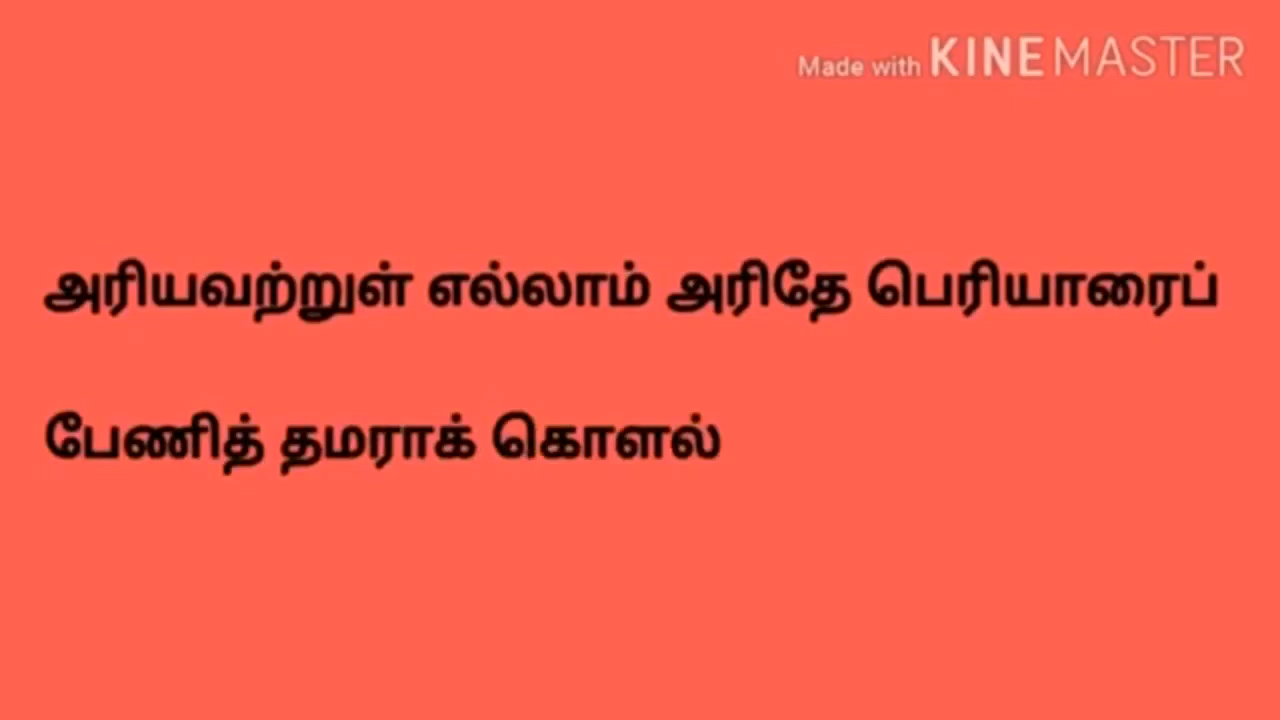 Made with KINEMASTER
அரியவற்றுள் எல்லாம் அரிதே பெரியாரைப்
பேணித் தமராக் கொளல்